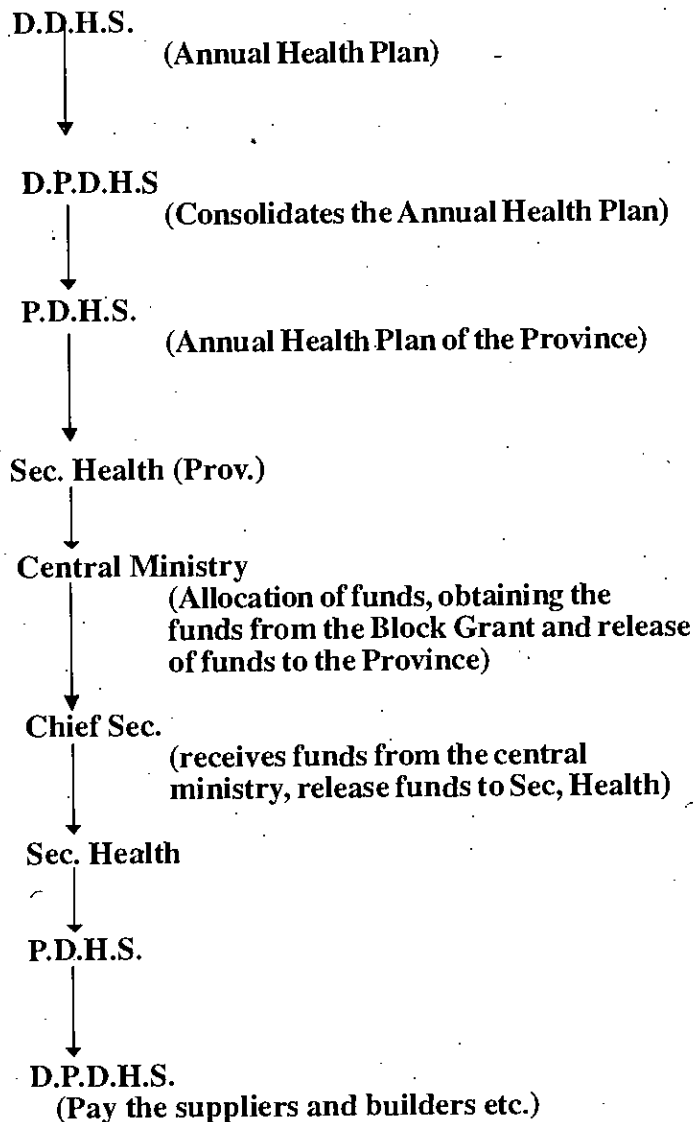 D.D.H.S.
(Annual Health Plan)
D.P.D.H.S
(Consolidates the Annual Health Plan)
P.D.H.S.
(Annual Health Plan of the Province)
Sec. Health (Prov.)
Central Ministry
(Allocation of funds, obtaining the
funds from the Block Grant and release
of funds to the Province)
Chief Sec.
(receives funds from the central
ministry, release funds to Sec, Health)
Sec. Health
P.D.H.S.
D.P.D.H.S.
(Pay the suppliers and builders etc.)